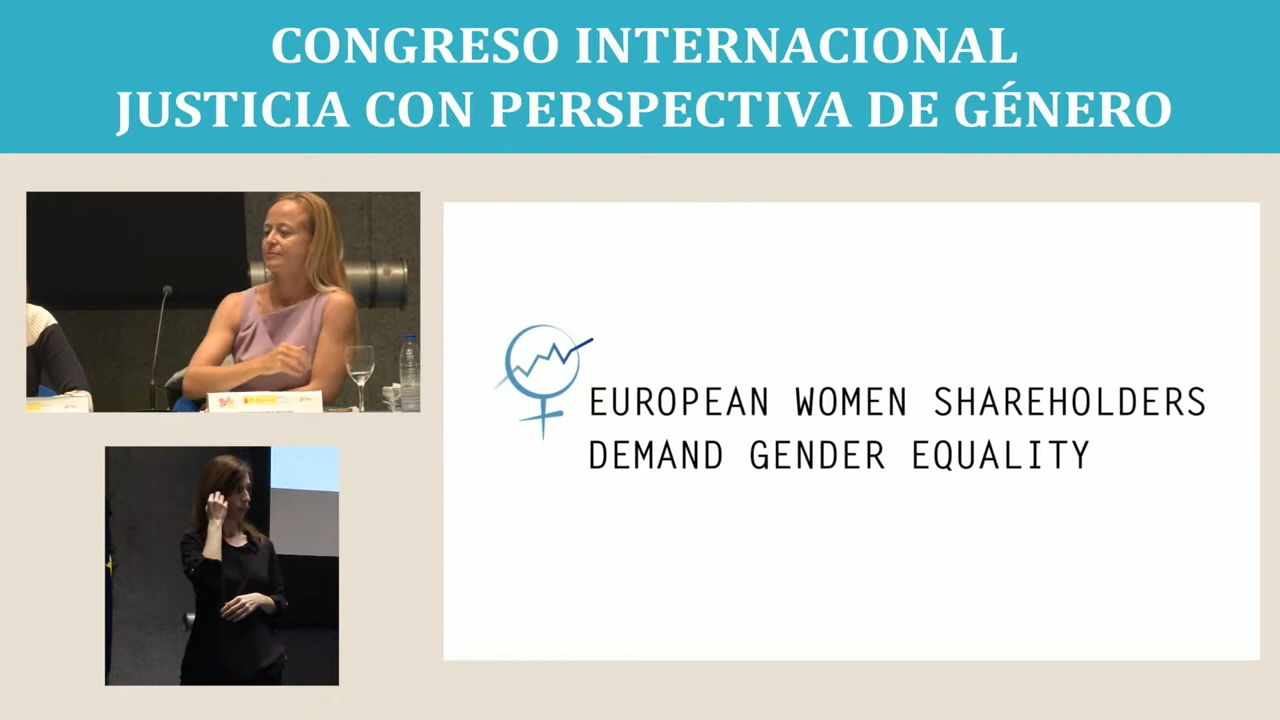 CONGRESO INTERNACIONAL
JUSTICIA CON PERSPECTIVA DE GÉNERO
EUROPEAN WOMEN SHAREHOLDERS
DEMAND GENDER EQUALITY